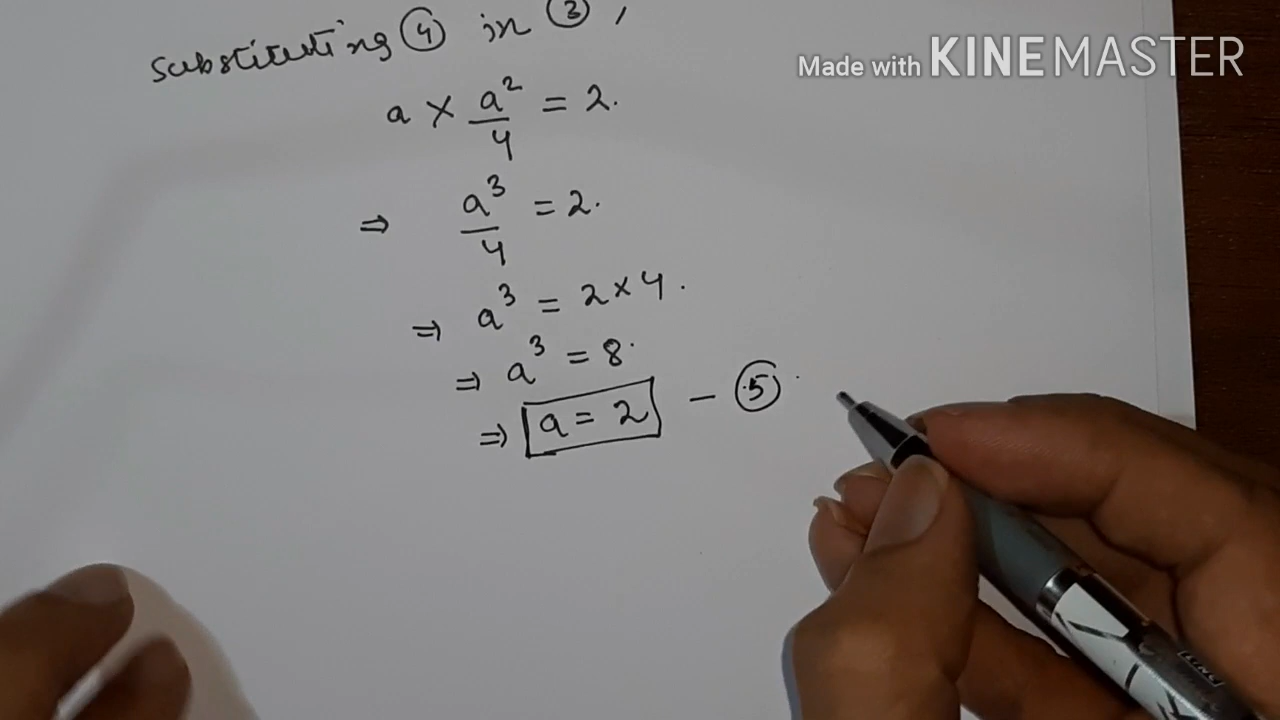 Made with KINEMASTER
substituting ④ in ③,
a × a²/4 = 2.
⇒ a³/4 = 2.
⇒ a³ = 2 × 4.
⇒ a³ = 8.
⇒ a = 2 — ⑤